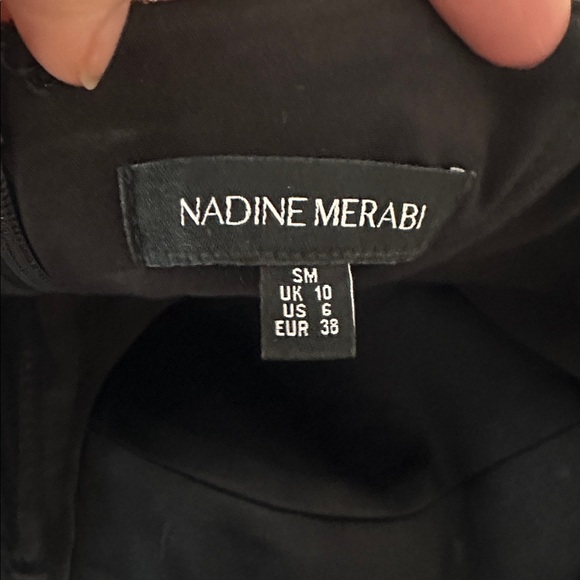 NADINE MERABI
SM
UK 10
US 6
EUR 38